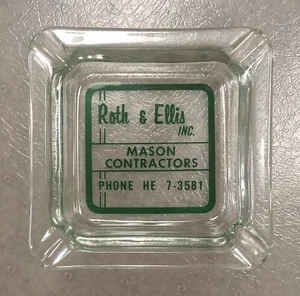 Roth & Ellis
INC.
MASON
CONTRACTORS
PHONE HE 7-3581